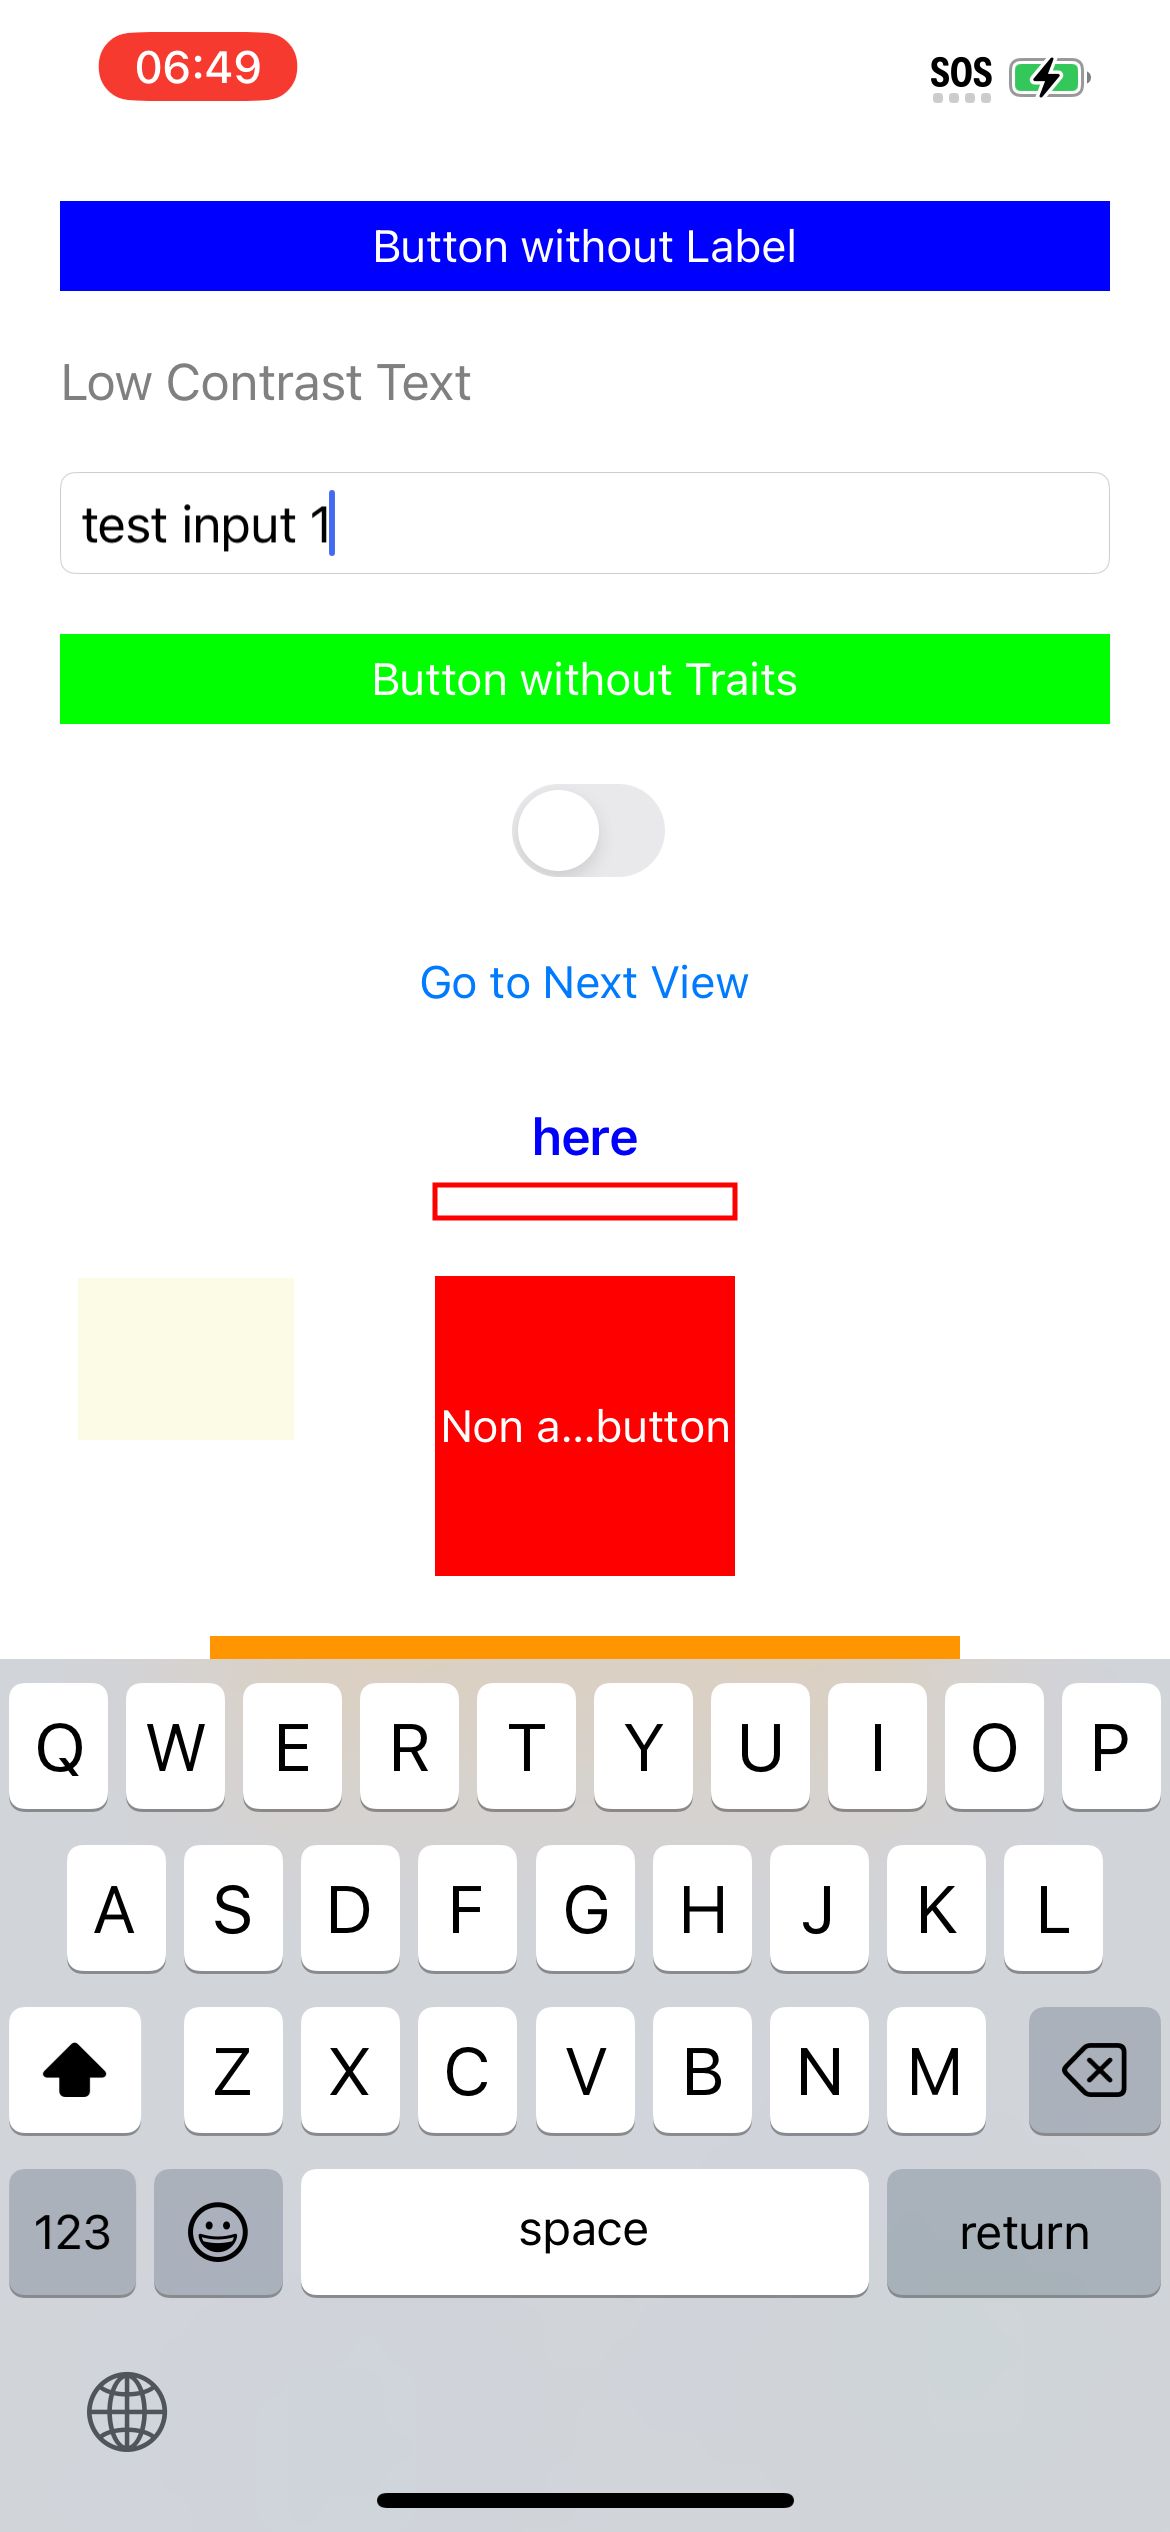 06:49 SOS
Button without Label
Low Contrast Text
test input 1
Button without Traits
Go to Next View
here
Non a...button
Q W E R T Y U I O P
A S D F G H J K L
Z X C V B N M
123 space return